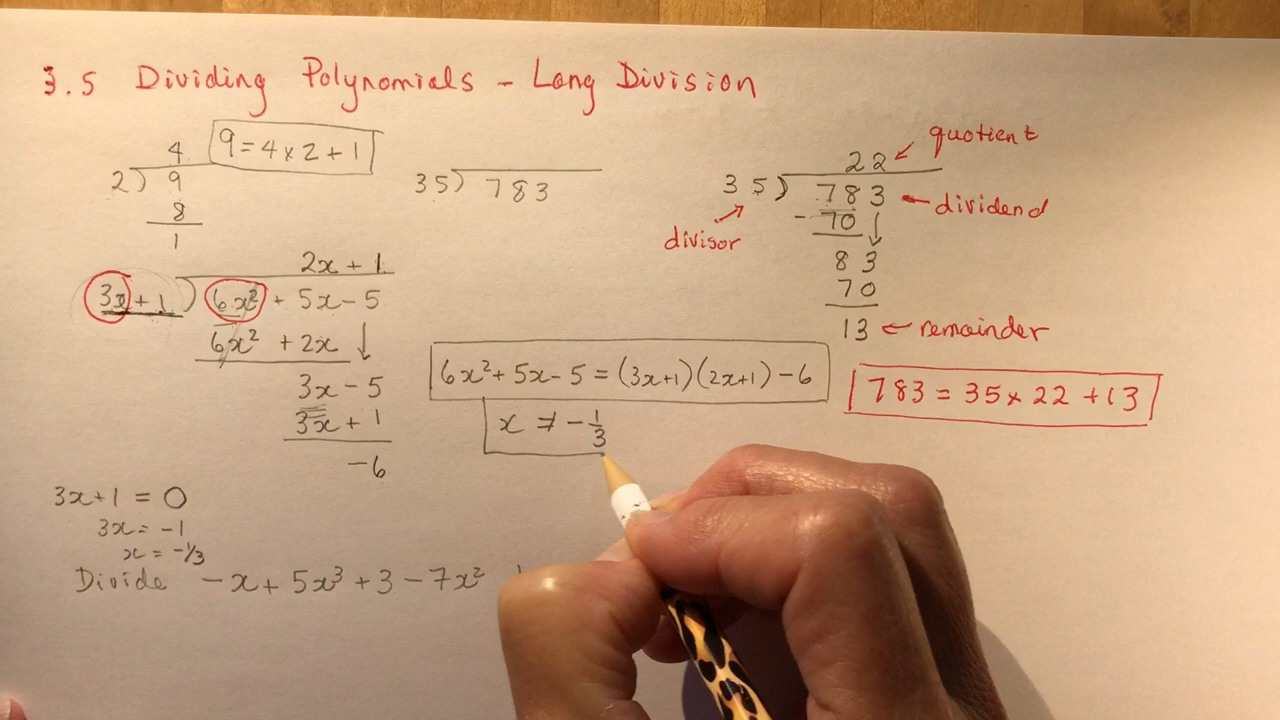 3.5 Dividing Polynomials - Long Division
4
2) 9
8
1
9 = 4 x 2 + 1
35) 783
22 ← quotient
35) 783 ← dividend
divisor
- 70 ↓
83
70
13 ← remainder
783 = 35 x 22 + 13
2x + 1
3x + 1 ) 6x² + 5x - 5
6x² + 2x ↓
3x - 5
3x + 1
-6
6x² + 5x - 5 = (3x+1)(2x+1) - 6
x ≠ -1/3
3x+1 = 0
3x = -1
x = -1/3
Divide -x + 5x³ + 3 - 7x²